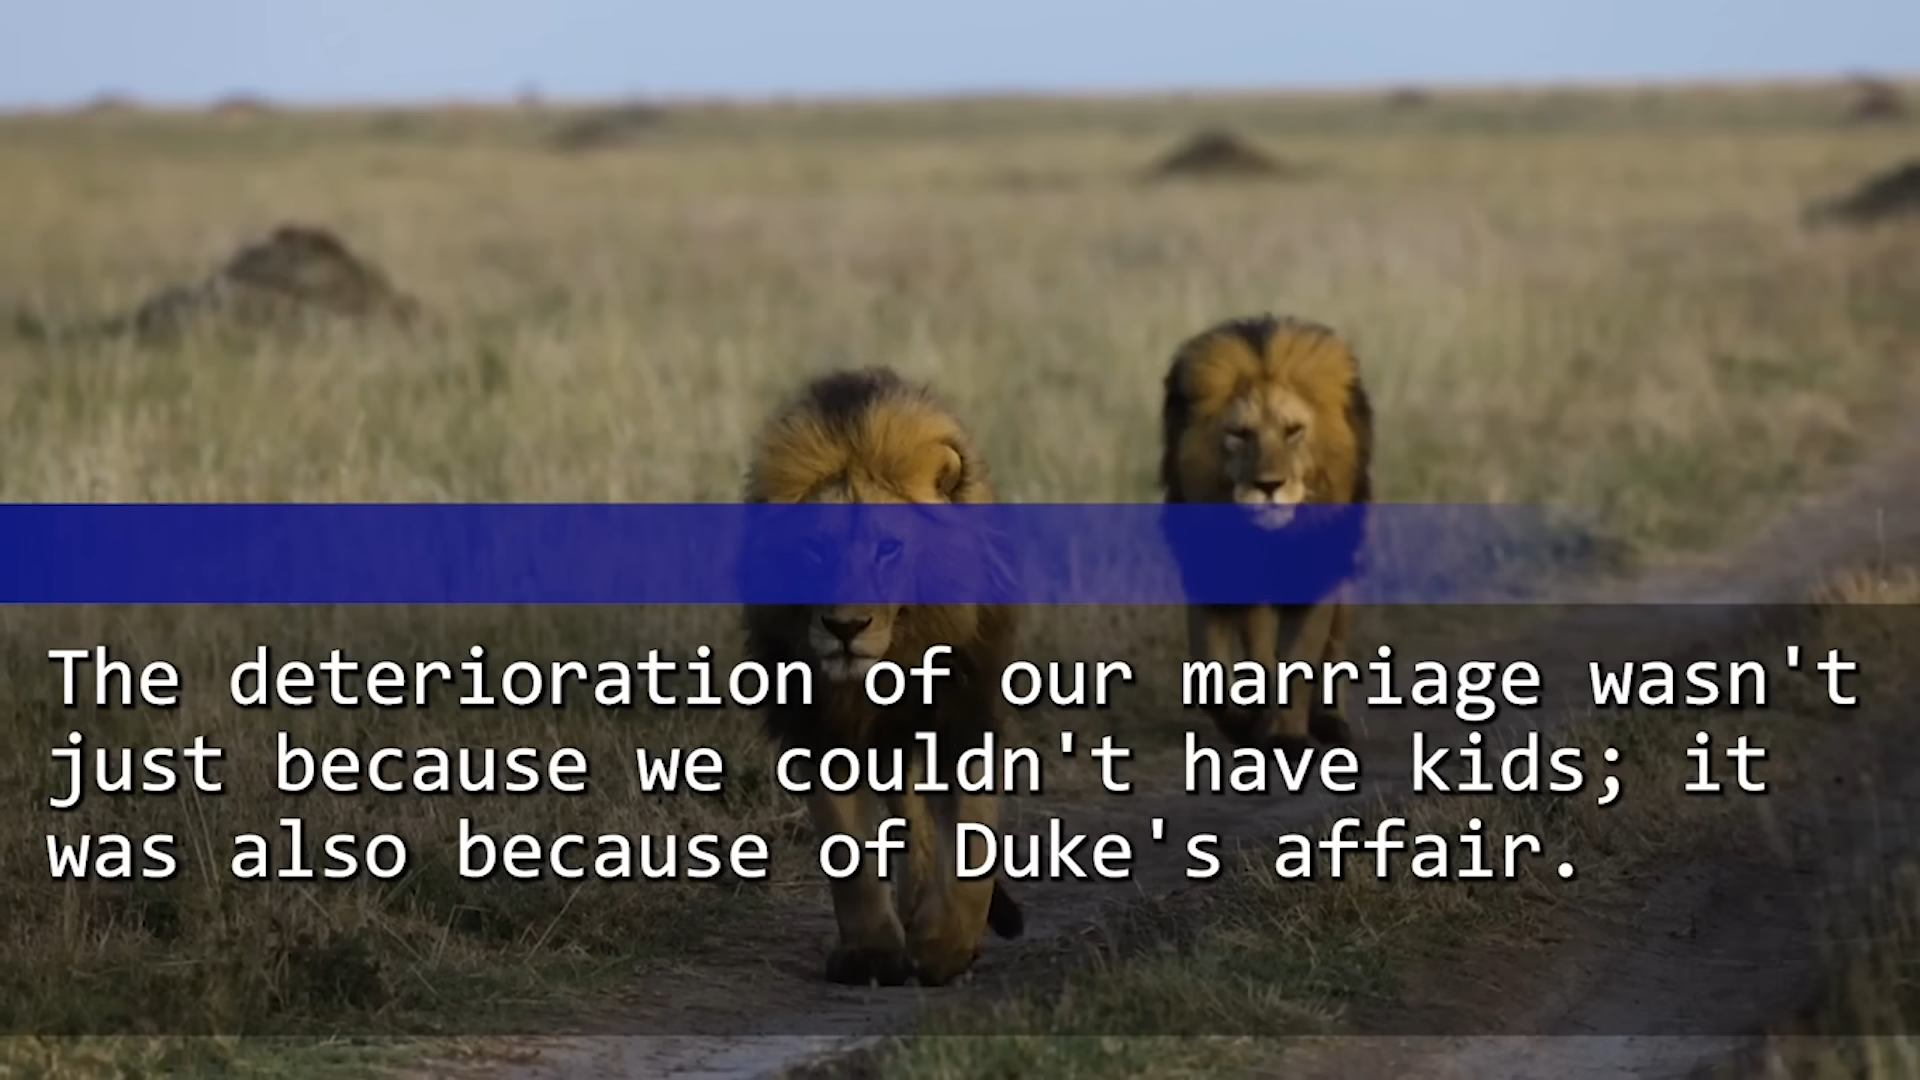 The deterioration of our marriage wasn't
just because we couldn't have kids; it
was also because of Duke's affair.